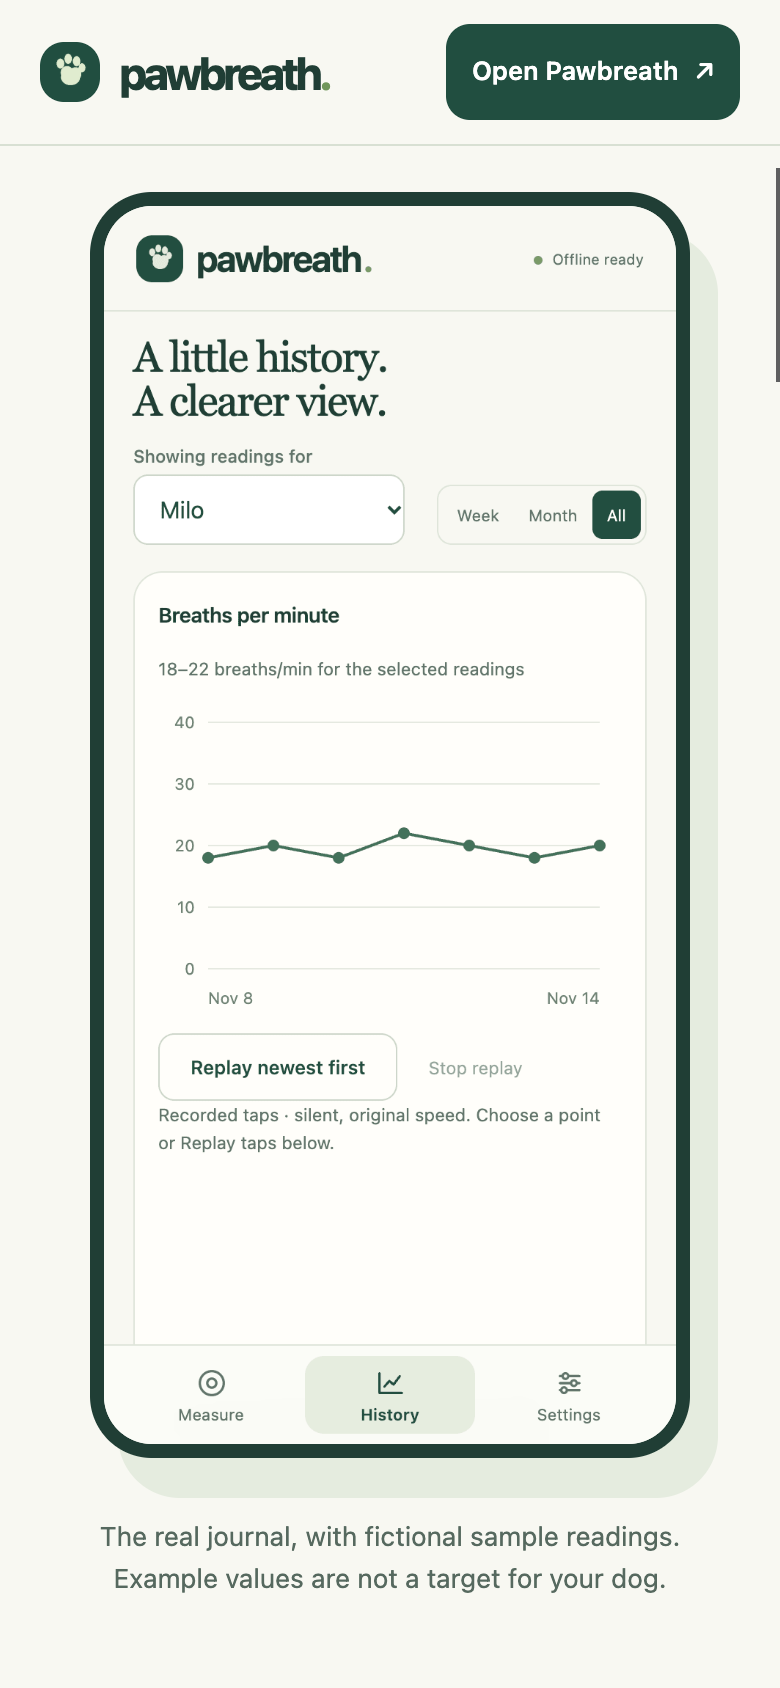 pawbreath.
Open Pawbreath ↗
pawbreath.
Offline ready
A little history.
A clearer view.
Showing readings for
Milo
Week Month All
Breaths per minute
18–22 breaths/min for the selected readings
40
30
20
10
0
Nov 8 Nov 14
Replay newest first Stop replay
Recorded taps · silent, original speed. Choose a point
or Replay taps below.
Measure History Settings
The real journal, with fictional sample readings.
Example values are not a target for your dog.